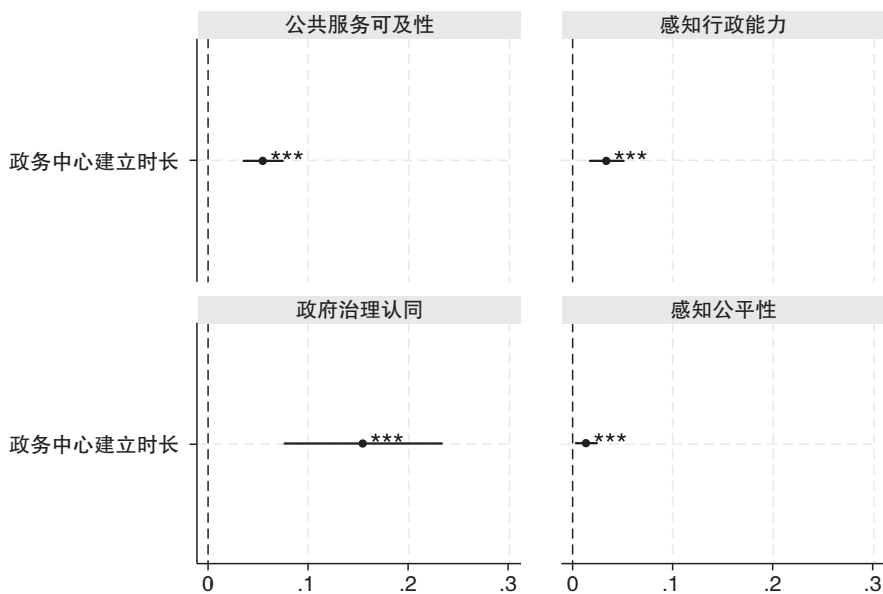 公共服务可及性
感知行政能力
政务中心建立时长
***
***
政府治理认同
感知公平性
政务中心建立时长
***
***
0 .1 .2 .3
0 .1 .2 .3